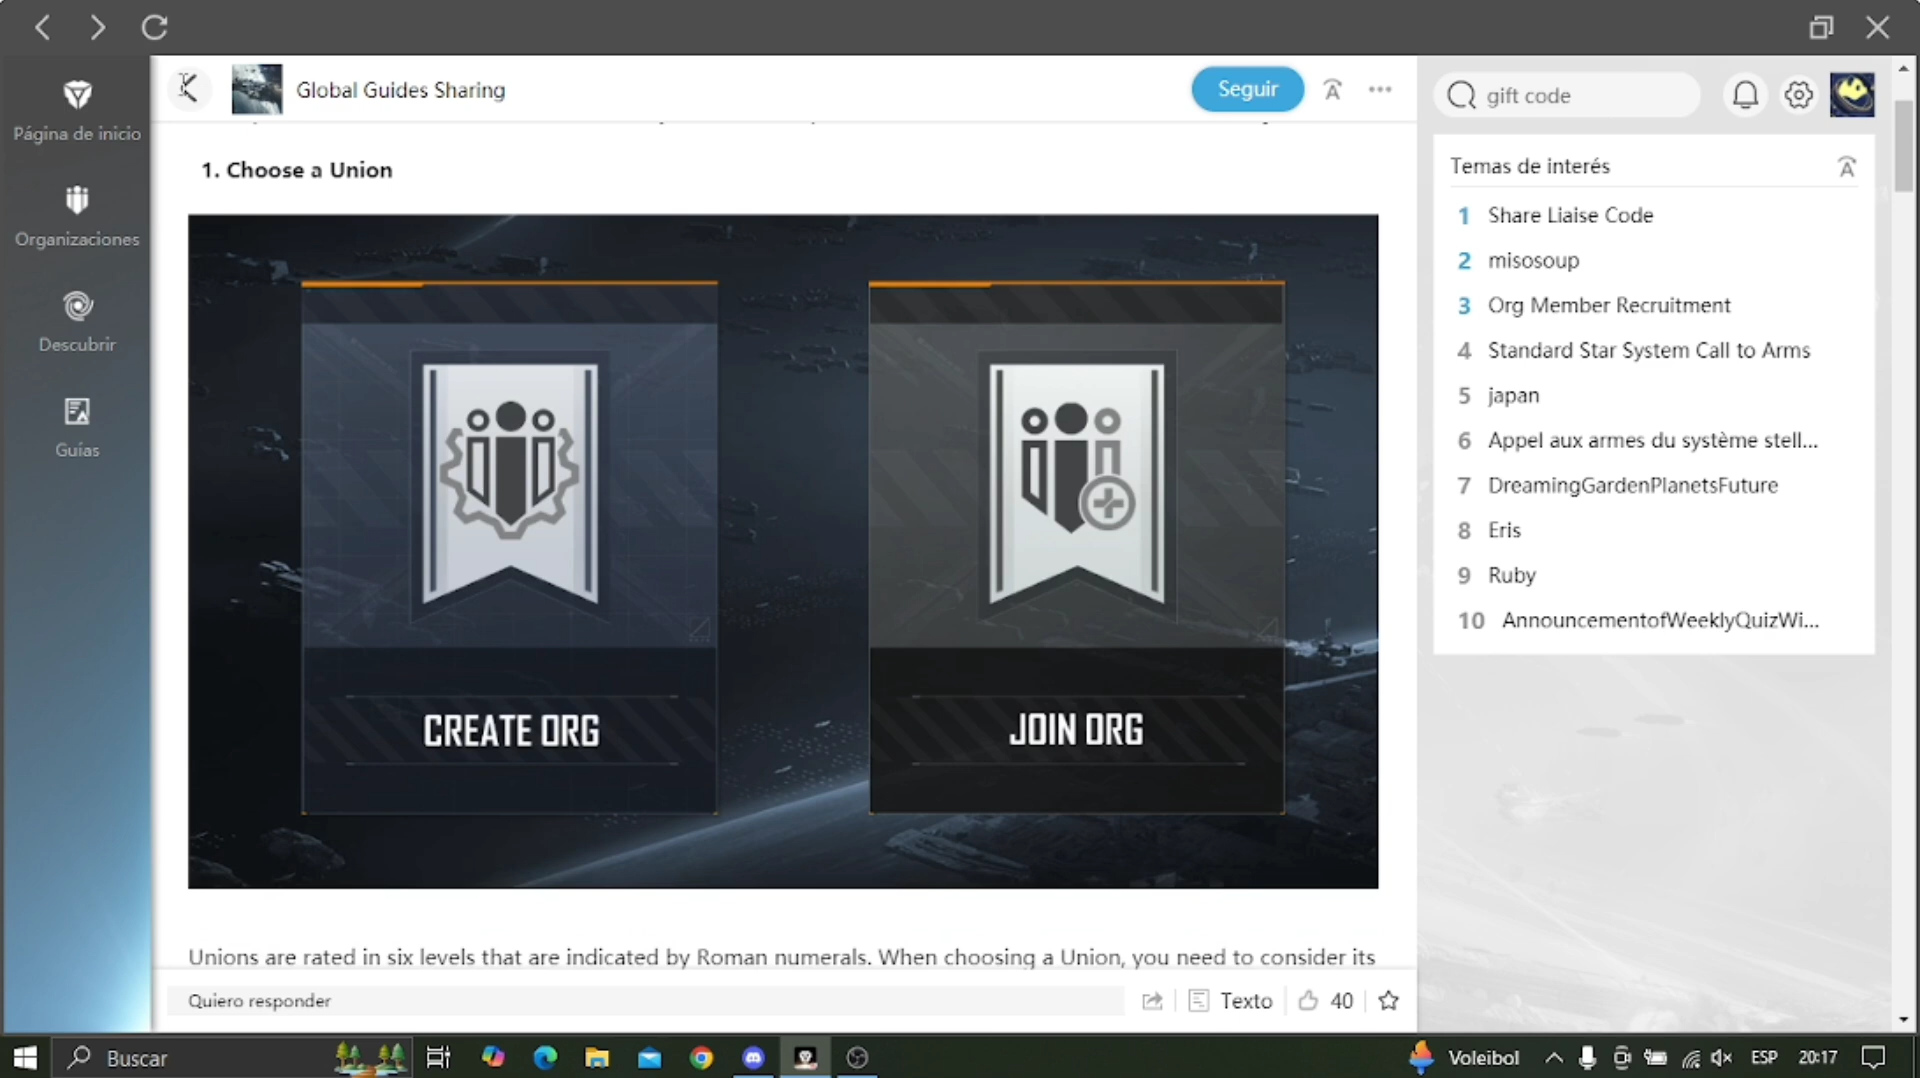 Global Guides Sharing
Seguir
gift code
Página de inicio
Organizaciones
Descubrir
Guías
1. Choose a Union
CREATE ORG
JOIN ORG
Unions are rated in six levels that are indicated by Roman numerals. When choosing a Union, you need to consider its
Quiero responder
Texto
40
Temas de interés
1 Share Liaise Code
2 misosoup
3 Org Member Recruitment
4 Standard Star System Call to Arms
5 japan
6 Appel aux armes du système stell...
7 DreamingGardenPlanetsFuture
8 Eris
9 Ruby
10 AnnouncementofWeeklyQuizWi...
Buscar
Voleibol
ESP
20:17